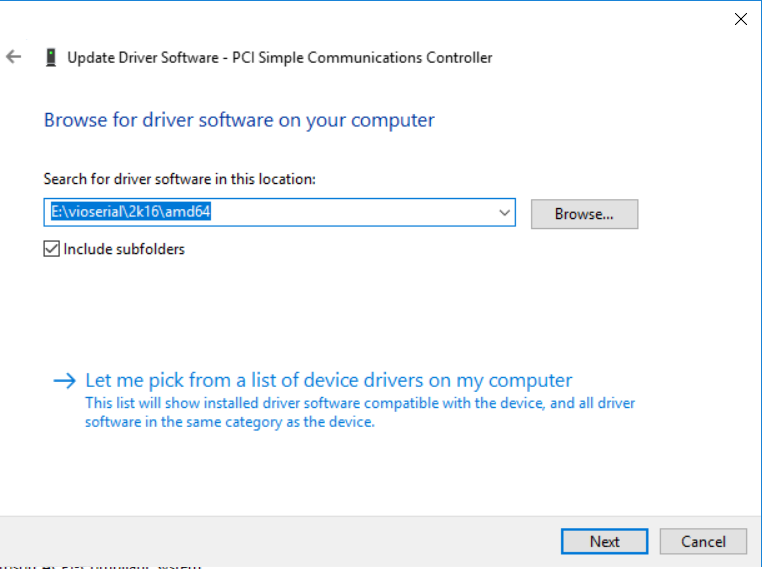 Update Driver Software - PCI Simple Communications Controller
Browse for driver software on your computer
Search for driver software in this location:
E:\vioserial\2k16\amd64
Browse...
Include subfolders
Let me pick from a list of device drivers on my computer
This list will show installed driver software compatible with the device, and all driver
software in the same category as the device.
Next
Cancel